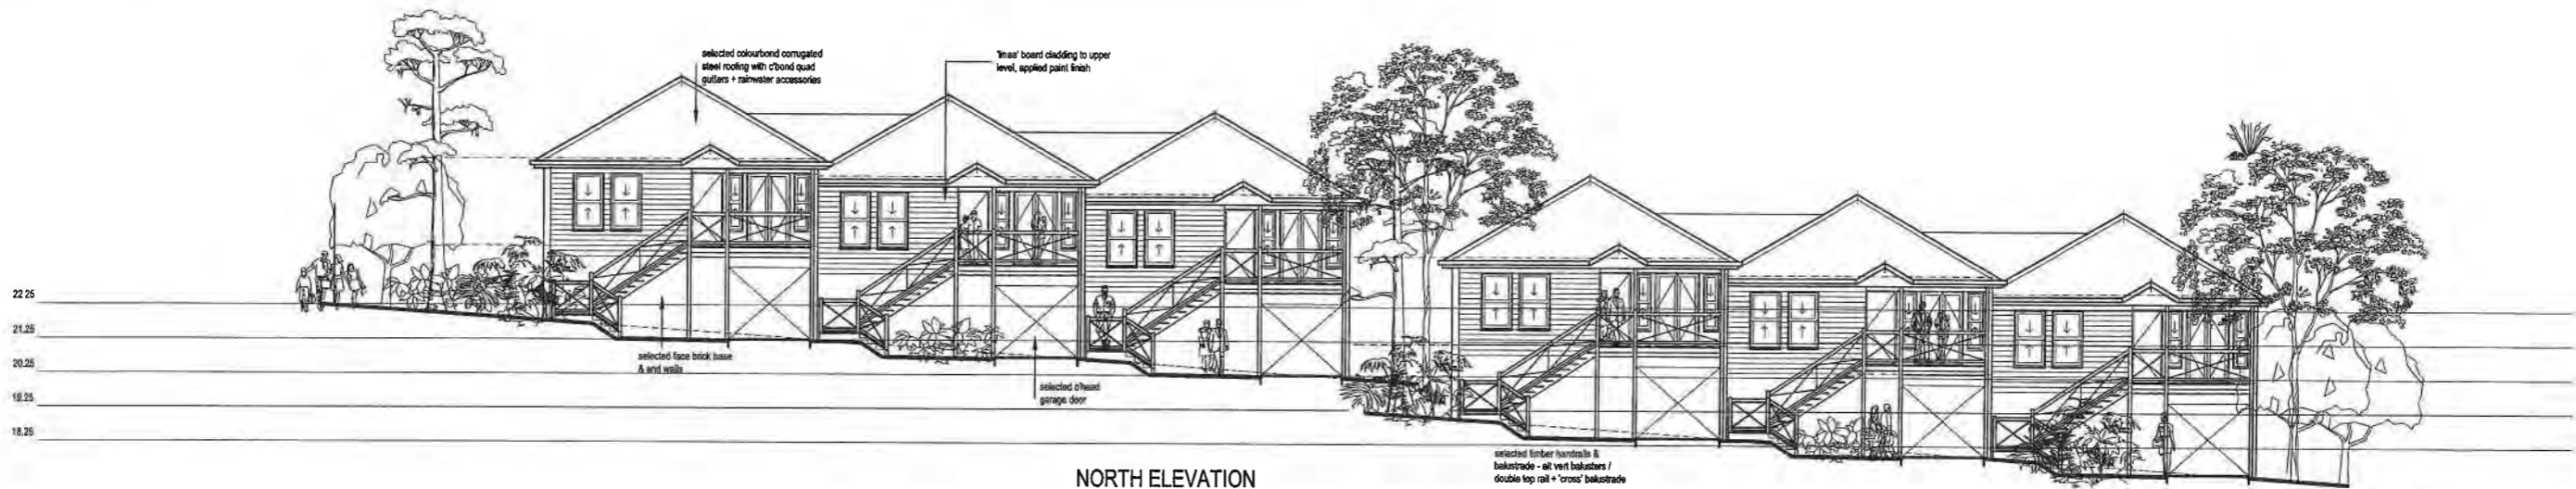 selected colourbond corrugated
steel roofing with c'bond quad
gutters + rainwater accessories
'linea' board cladding to upper
level, applied paint finish
22 25
21.25
20.25
19.25
18.25
selected face brick base
& end walls
selected o'head
garage door
selected timber handrails &
balustrade - alt vert balusters /
double top rail + 'cross' balustrade
NORTH ELEVATION